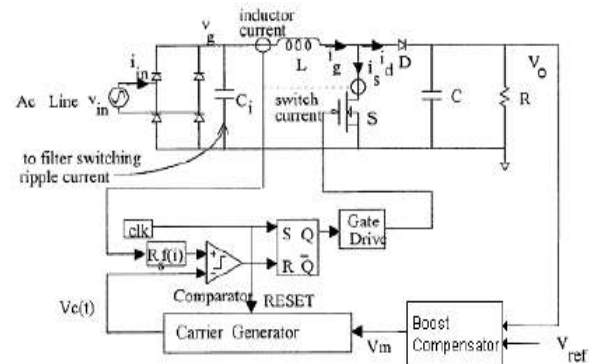 inductor
current
v g
i in
L
i g
i s
i d
D
V o
Ac Line
v in
C i
switch
current
S
C
R
to filter switching
ripple current
clk
S Q
R Q̅
Gate
Drive
R s f(i)
+
-
Comparator
RESET
Vc(t)
Carrier Generator
Vm
Boost
Compensator
V ref